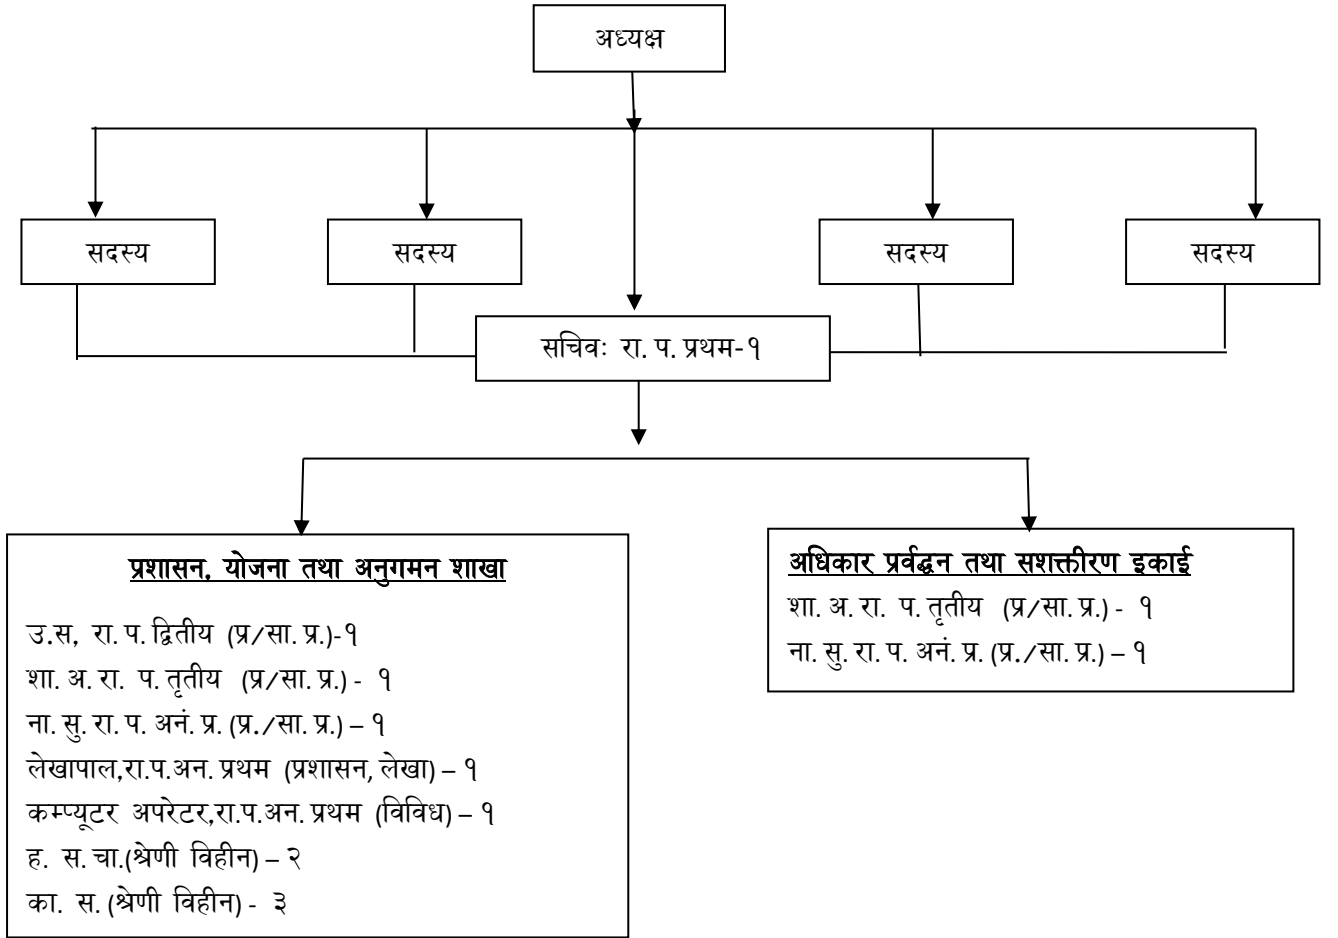 अध्यक्ष
सदस्य
सदस्य
सदस्य
सदस्य
सचिवः रा. प. प्रथम-१
प्रशासन, योजना तथा अनुगमन शाखा
उ.स, रा. प. द्वितीय (प्र/सा. प्र.)-१
शा. अ. रा. प. तृतीय (प्र/सा. प्र.) - १
ना. सु. रा. प. अनं. प्र. (प्र./सा. प्र.) – १
लेखापाल,रा.प.अन. प्रथम (प्रशासन, लेखा) – १
कम्प्यूटर अपरेटर,रा.प.अन. प्रथम (विविध) – १
ह. स. चा.(श्रेणी विहीन) – २
का. स. (श्रेणी विहीन) - ३
अधिकार प्रर्वद्धन तथा सशक्तीरण इकाई
शा. अ. रा. प. तृतीय (प्र/सा. प्र.) - १
ना. सु. रा. प. अनं. प्र. (प्र./सा. प्र.) – १